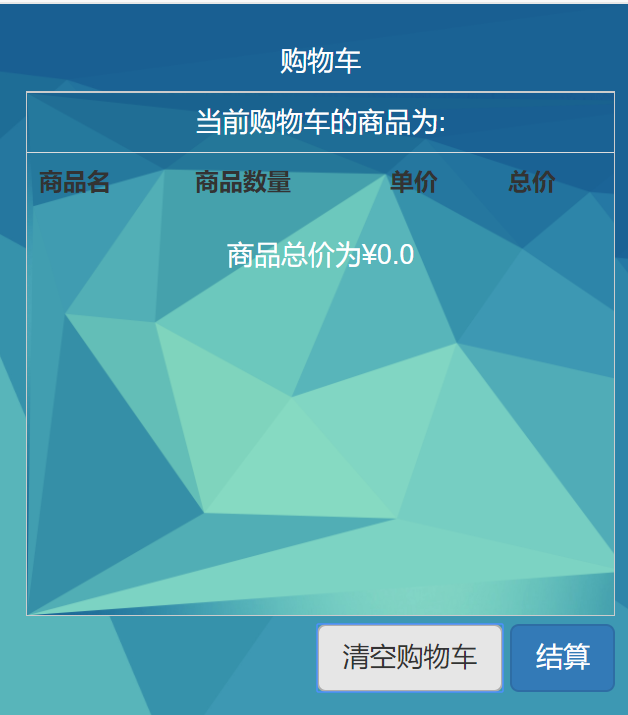 购物车
当前购物车的商品为:
商品名 商品数量 单价 总价
商品总价为¥0.0
清空购物车 结算